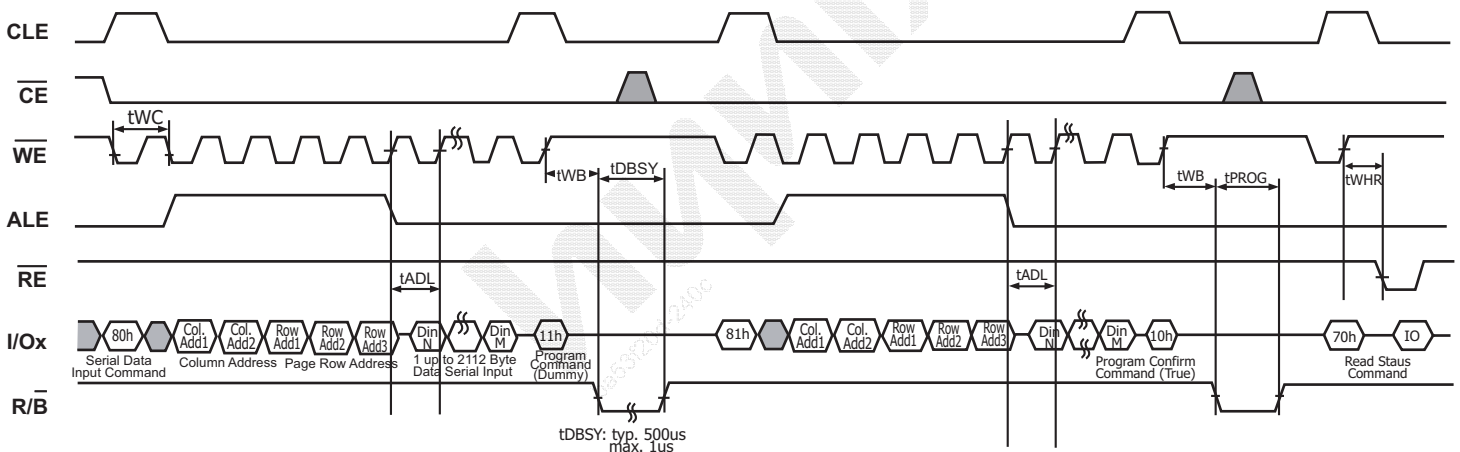 CLE
CE
tWC
WE
tWB
tDBSY
tWB
tPROG
tWHR
ALE
RE
tADL
tADL
I/Ox
80h
Col. Add1
Col. Add2
Row Add1
Row Add2
Row Add3
Din N
Din M
11h
81h
Col. Add1
Col. Add2
Row Add1
Row Add2
Row Add3
Din N
Din M
10h
70h
IO
Serial Data
Input Command
Column Address
Page Row Address
1 up to 2112 Byte
Data Serial Input
Program
Command
(Dummy)
Program Confirm
Command (True)
Read Staus
Command
R/B
tDBSY: typ. 500us
max. 1us